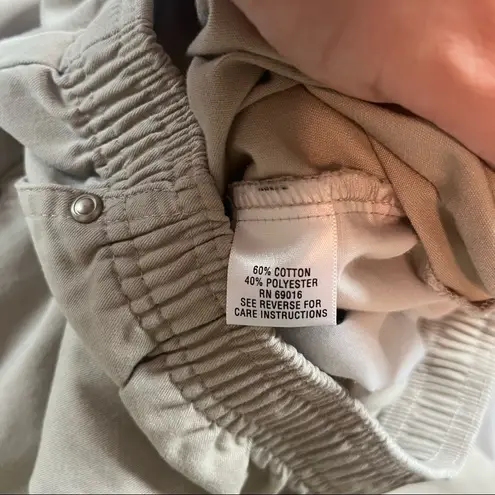 60% COTTON
40% POLYESTER
RN 69016
SEE REVERSE FOR
CARE INSTRUCTIONS